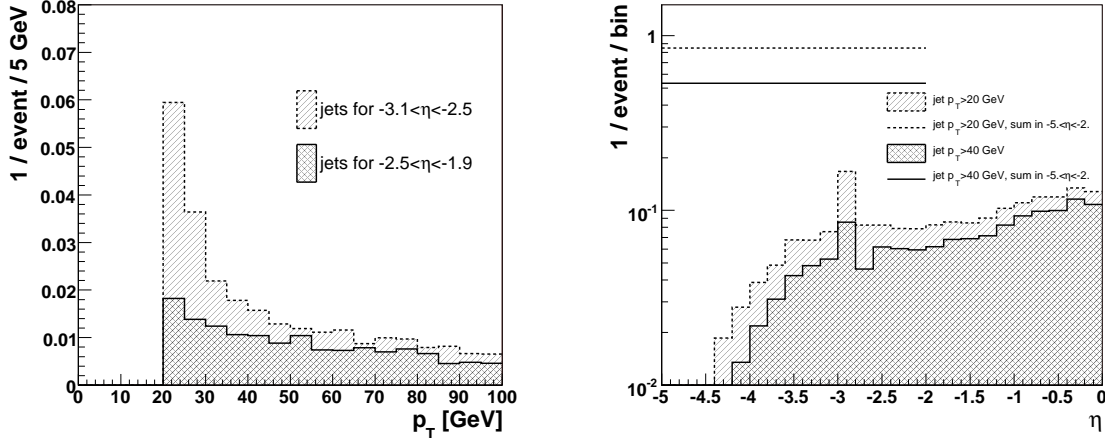 1 / event / 5 GeV
0.08
0.07
0.06
0.05
0.04
0.03
0.02
0.01
0
jets for -3.1<η<-2.5
jets for -2.5<η<-1.9
0 10 20 30 40 50 60 70 80 90 100
p_T [GeV]
1 / event / bin
1
10^-1
10^-2
jet p_T>20 GeV
jet p_T>20 GeV, sum in -5.<η<-2.
jet p_T>40 GeV
jet p_T>40 GeV, sum in -5.<η<-2.
-5 -4.5 -4 -3.5 -3 -2.5 -2 -1.5 -1 -0.5 0
η